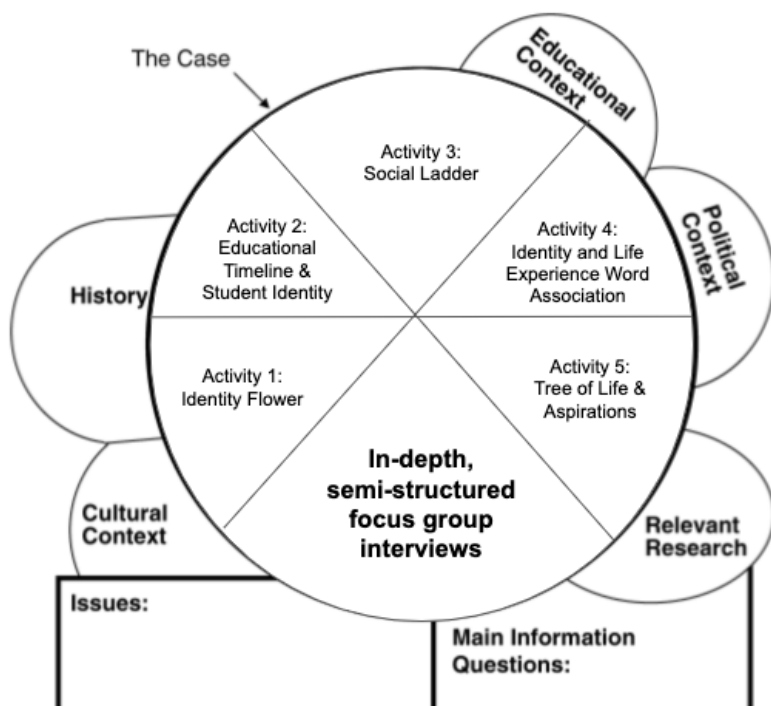 The Case
Educational
Context
Activity 3:
Social Ladder
Activity 2:
Educational
Timeline &
Student Identity
Activity 4:
Identity and Life
Experience Word
Association
Political
Context
History
Activity 1:
Identity Flower
Activity 5:
Tree of Life &
Aspirations
In-depth,
semi-structured
focus group
interviews
Cultural
Context
Relevant
Research
Issues:
Main Information
Questions: